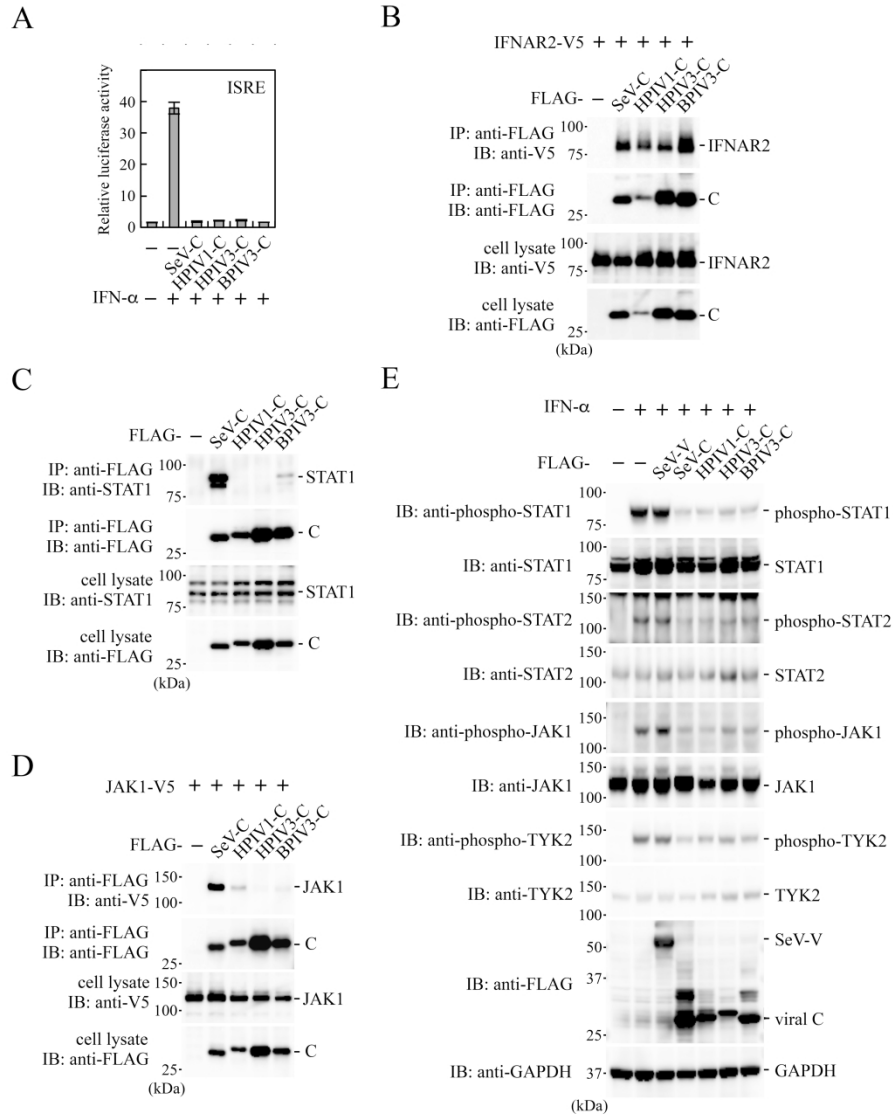 A
ISRE
Relative luciferase activity
40
30
20
10
0
– – SeV-C HPIV1-C HPIV3-C BPIV3-C
IFN-α – + + + + +
B
IFNAR2-V5 + + + + +
FLAG- – SeV-C HPIV1-C HPIV3-C BPIV3-C
IP: anti-FLAG
IB: anti-V5
100
75
IFNAR2
IP: anti-FLAG
IB: anti-FLAG
25
C
cell lysate
IB: anti-V5
100
75
IFNAR2
cell lysate
IB: anti-FLAG
25
C
(kDa)
C
FLAG- – SeV-C HPIV1-C HPIV3-C BPIV3-C
IP: anti-FLAG
IB: anti-STAT1
100
75
STAT1
IP: anti-FLAG
IB: anti-FLAG
25
C
cell lysate
IB: anti-STAT1
100
75
STAT1
cell lysate
IB: anti-FLAG
25
C
(kDa)
D
JAK1-V5 + + + + +
FLAG- – SeV-C HPIV1-C HPIV3-C BPIV3-C
IP: anti-FLAG
IB: anti-V5
150
100
JAK1
IP: anti-FLAG
IB: anti-FLAG
25
C
cell lysate
IB: anti-V5
150
100
JAK1
cell lysate
IB: anti-FLAG
25
C
(kDa)
E
IFN-α – + + + + + +
FLAG- – – SeV-V SeV-C HPIV1-C HPIV3-C BPIV3-C
IB: anti-phospho-STAT1
100
75
phospho-STAT1
IB: anti-STAT1
100
75
STAT1
IB: anti-phospho-STAT2
150
100
phospho-STAT2
IB: anti-STAT2
150
100
STAT2
IB: anti-phospho-JAK1
150
100
phospho-JAK1
IB: anti-JAK1
150
100
JAK1
IB: anti-phospho-TYK2
150
100
phospho-TYK2
IB: anti-TYK2
150
100
TYK2
IB: anti-FLAG
75
50
37
25
SeV-V
viral C
IB: anti-GAPDH
37
GAPDH
(kDa)